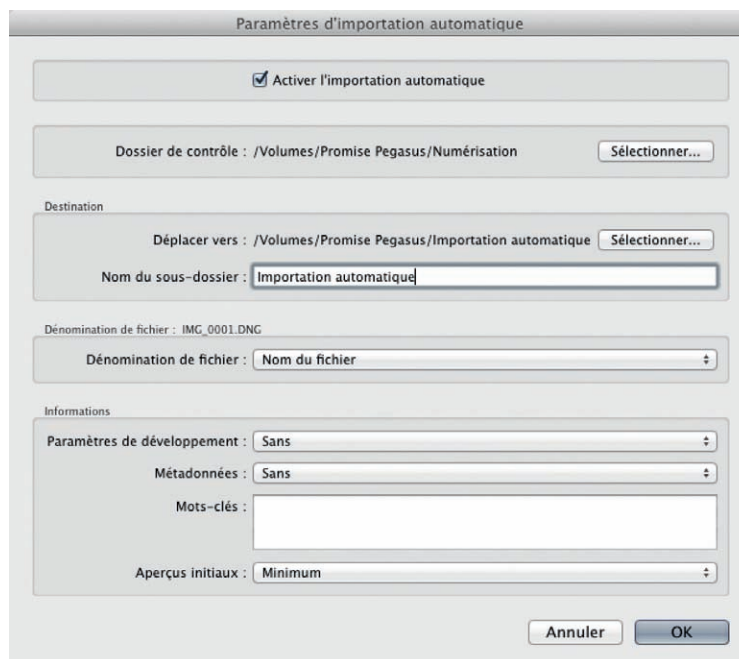 Paramètres d'importation automatique
Activer l'importation automatique
Dossier de contrôle : /Volumes/Promise Pegasus/Numérisation Sélectionner...
Destination
Déplacer vers : /Volumes/Promise Pegasus/Importation automatique Sélectionner...
Nom du sous-dossier : Importation automatique
Dénomination de fichier : IMG_0001.DNG
Dénomination de fichier : Nom du fichier
Informations
Paramètres de développement : Sans
Métadonnées : Sans
Mots-clés :
Aperçus initiaux : Minimum
Annuler OK